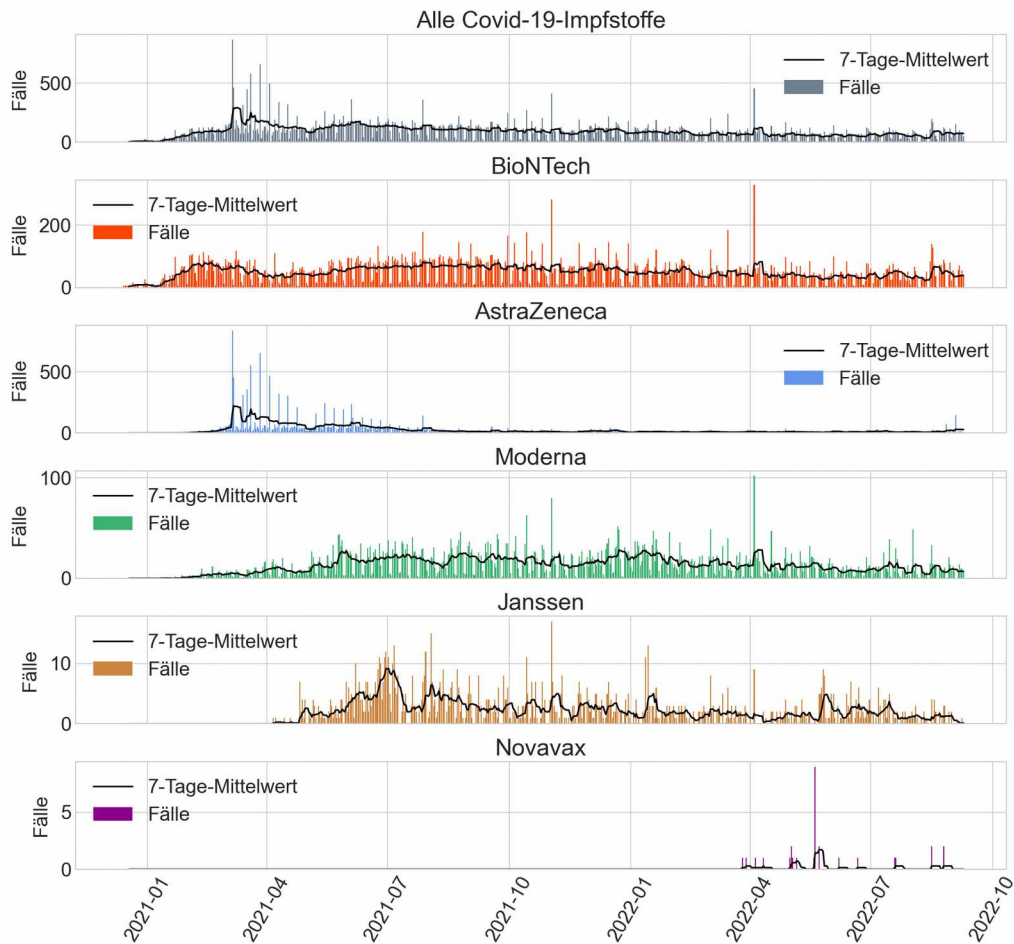 Alle Covid-19-Impfstoffe
Fälle
500
0
7-Tage-Mittelwert
Fälle
BioNTech
Fälle
200
0
7-Tage-Mittelwert
Fälle
AstraZeneca
Fälle
500
0
7-Tage-Mittelwert
Fälle
Moderna
Fälle
100
0
7-Tage-Mittelwert
Fälle
Janssen
Fälle
10
0
7-Tage-Mittelwert
Fälle
Novavax
Fälle
5
0
7-Tage-Mittelwert
Fälle
2021-01
2021-04
2021-07
2021-10
2022-01
2022-04
2022-07
2022-10